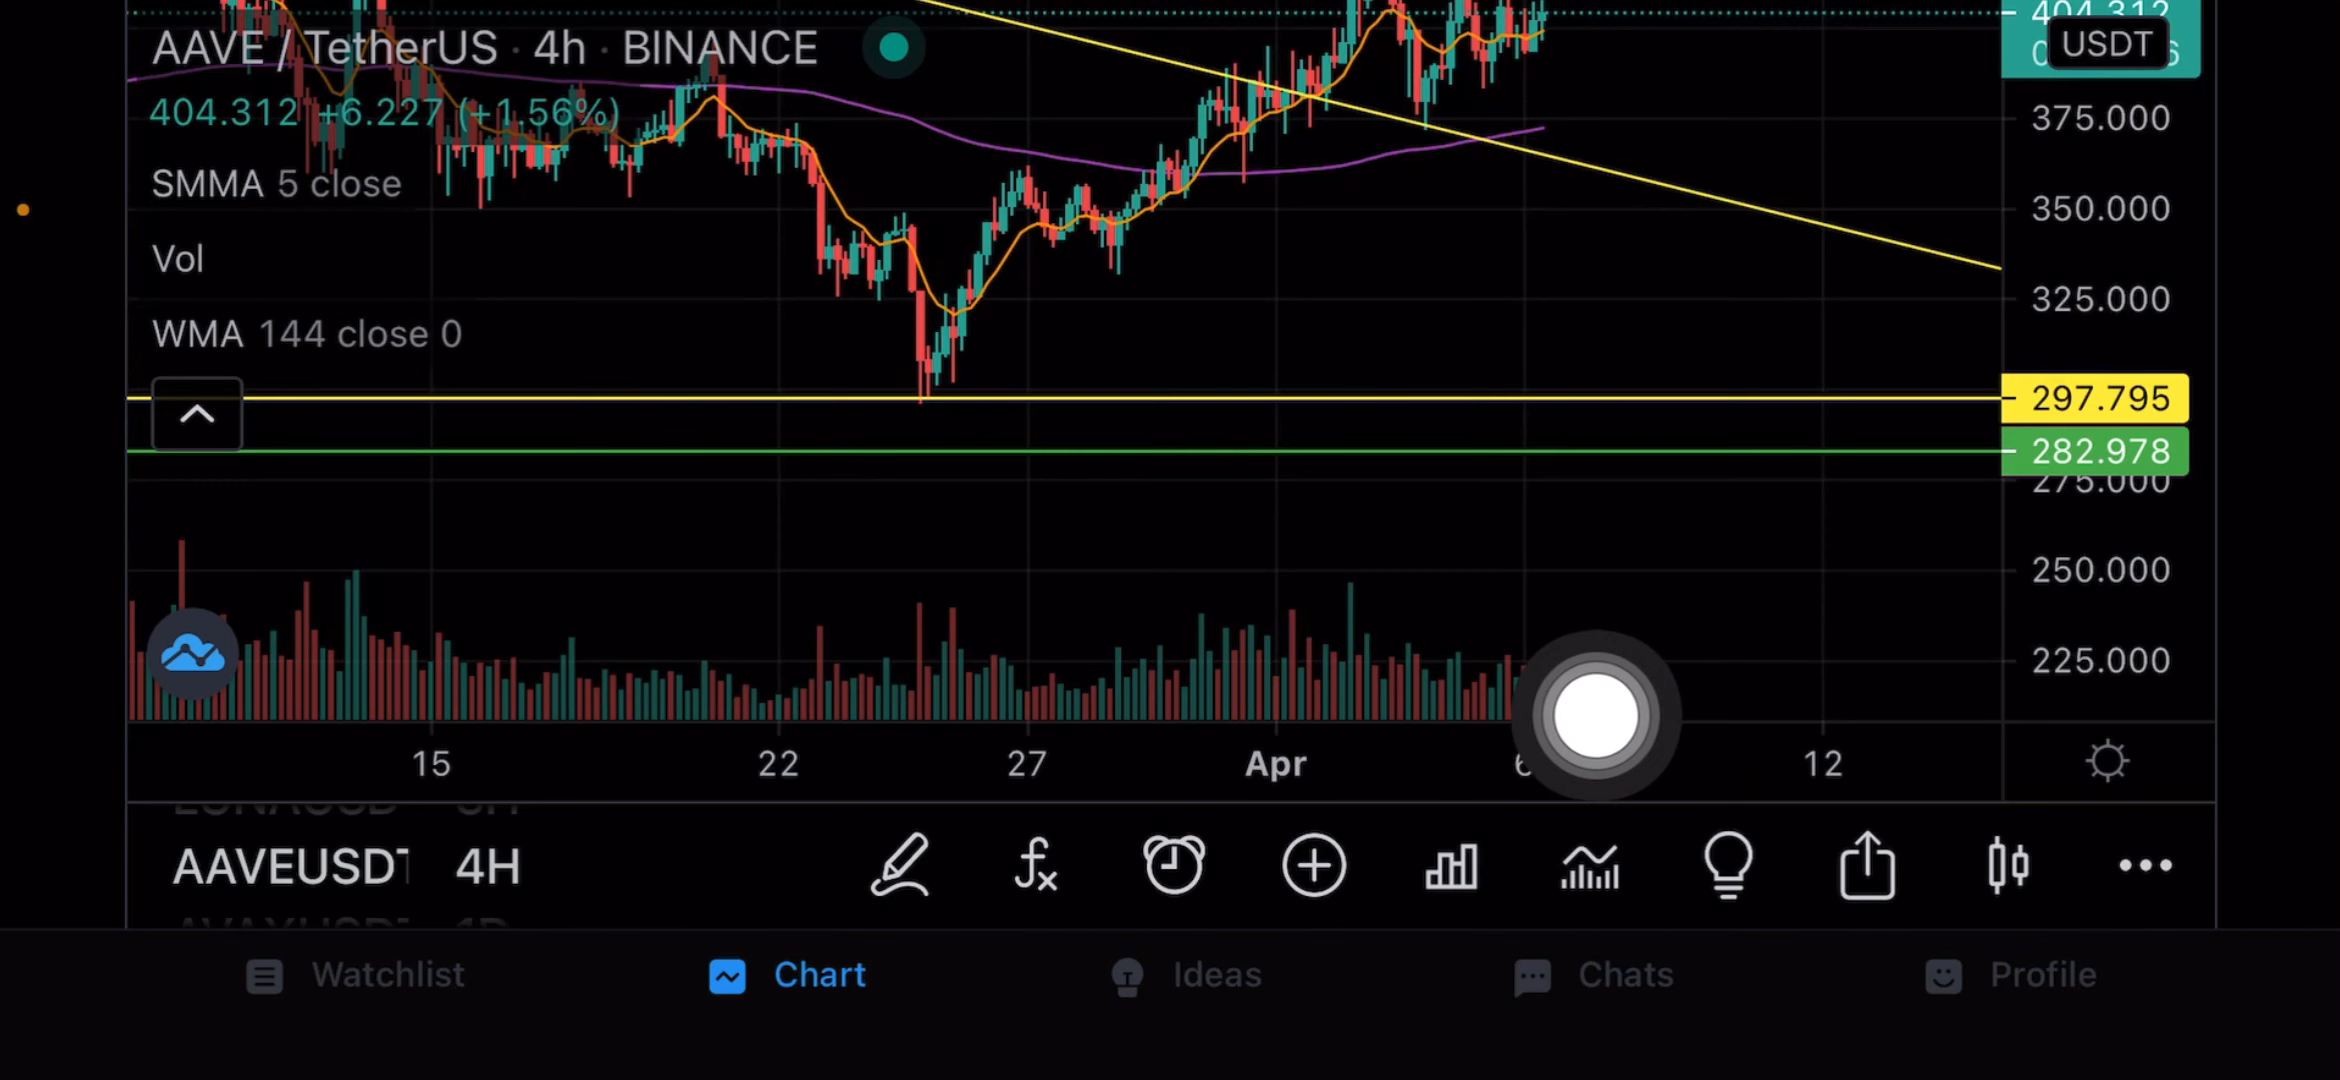 AAVE / TetherUS · 4h · BINANCE
404.312
USDT
404.312 +6.227 (+1.56%)
375.000
SMMA 5 close
350.000
Vol
325.000
WMA 144 close 0
297.795
282.978
275.000
250.000
225.000
15 22 27 Apr 6 12
AAVEUSDT 4H
Watchlist Chart Ideas Chats Profile